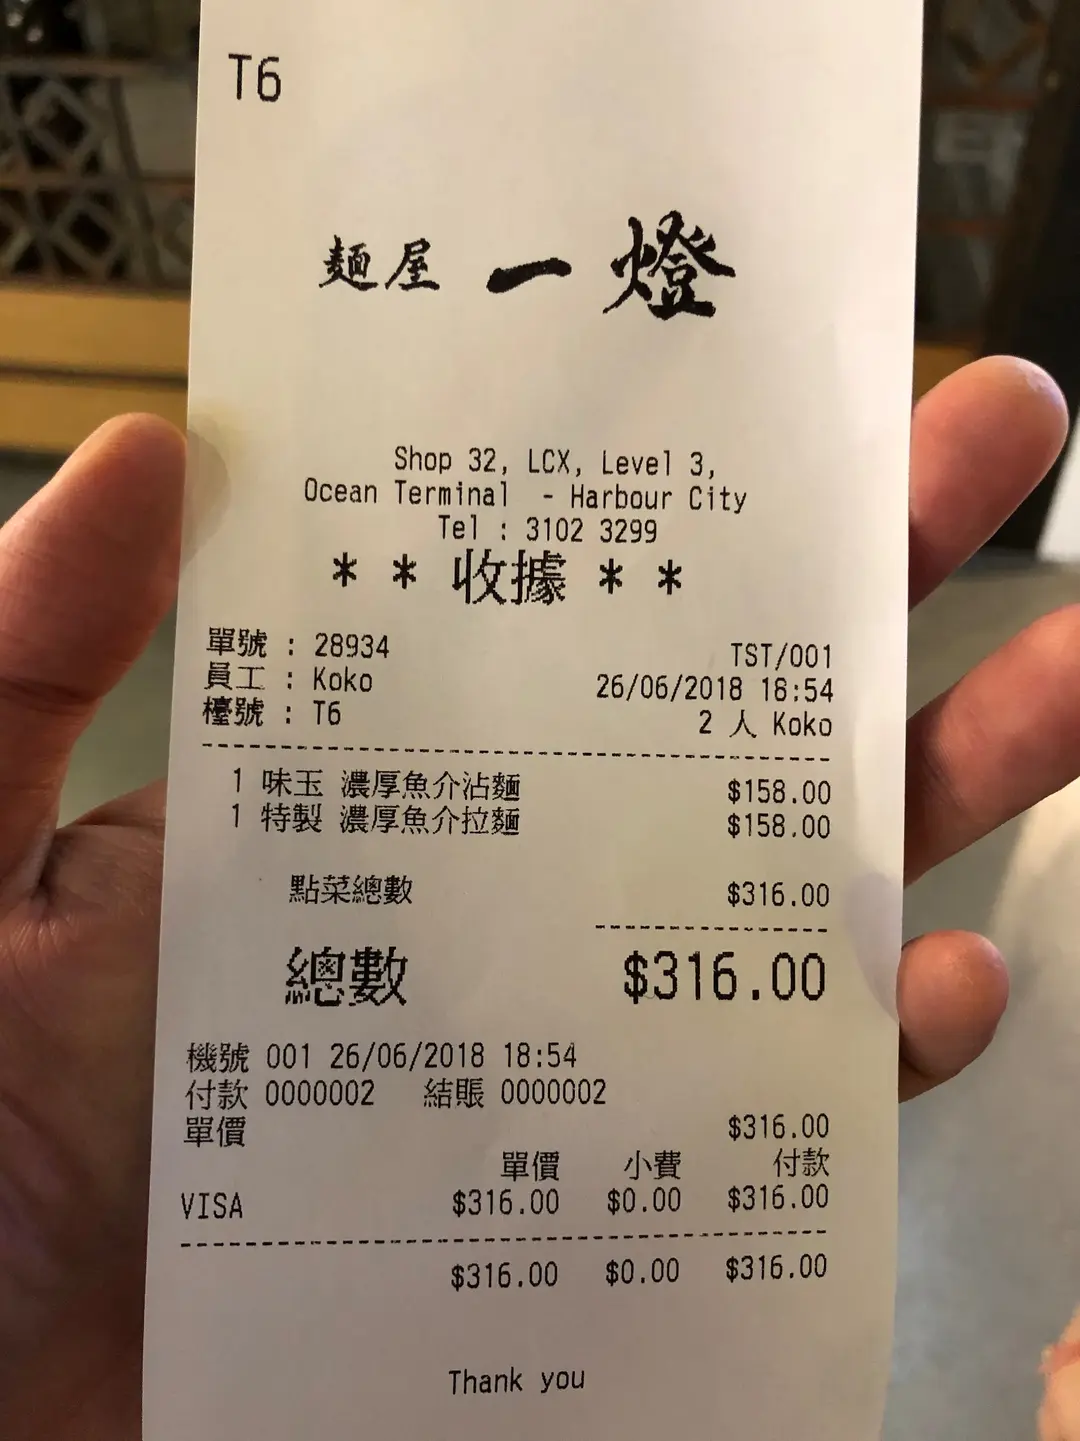 T6
麵屋 一燈
Shop 32, LCX, Level 3,
Ocean Terminal - Harbour City
Tel : 3102 3299
* * 收據 * *
單號 : 28934 TST/001
員工 : Koko 26/06/2018 18:54
檯號 : T6 2 人 Koko
1 味玉 濃厚魚介沾麵 $158.00
1 特製 濃厚魚介拉麵 $158.00
點菜總數 $316.00
總數 $316.00
機號 001 26/06/2018 18:54
付款 0000002 結賬 0000002
單價 $316.00
單價 小費 付款
VISA $316.00 $0.00 $316.00
$316.00 $0.00 $316.00
Thank you